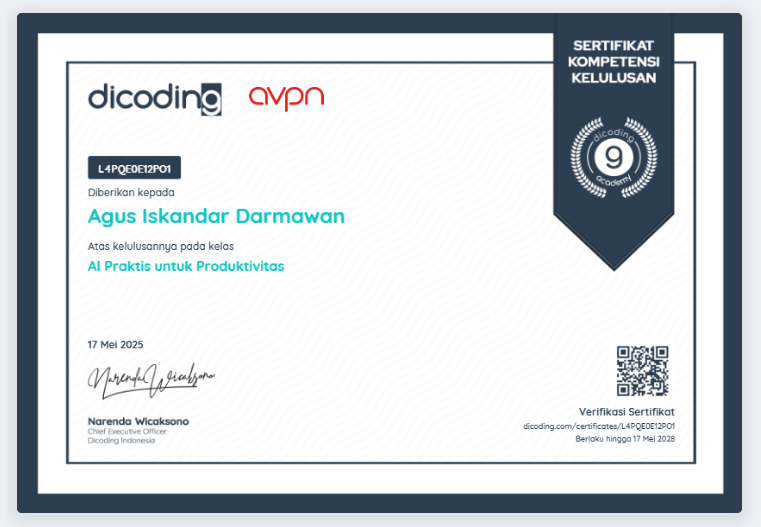 SERTIFIKAT
KOMPETENSI
KELULUSAN
dicoding
avpn
dicoding
9
academy
L4PQE0E12PO1
Diberikan kepada
Agus Iskandar Darmawan
Atas kelulusannya pada kelas
AI Praktis untuk Produktivitas
17 Mei 2025
Narenda Wicaksono
Narenda Wicaksono
Chief Executive Officer
Dicoding Indonesia
Verifikasi Sertifikat
dicoding.com/certificates/L4PQE0E12PO1
Berlaku hingga 17 Mei 2028